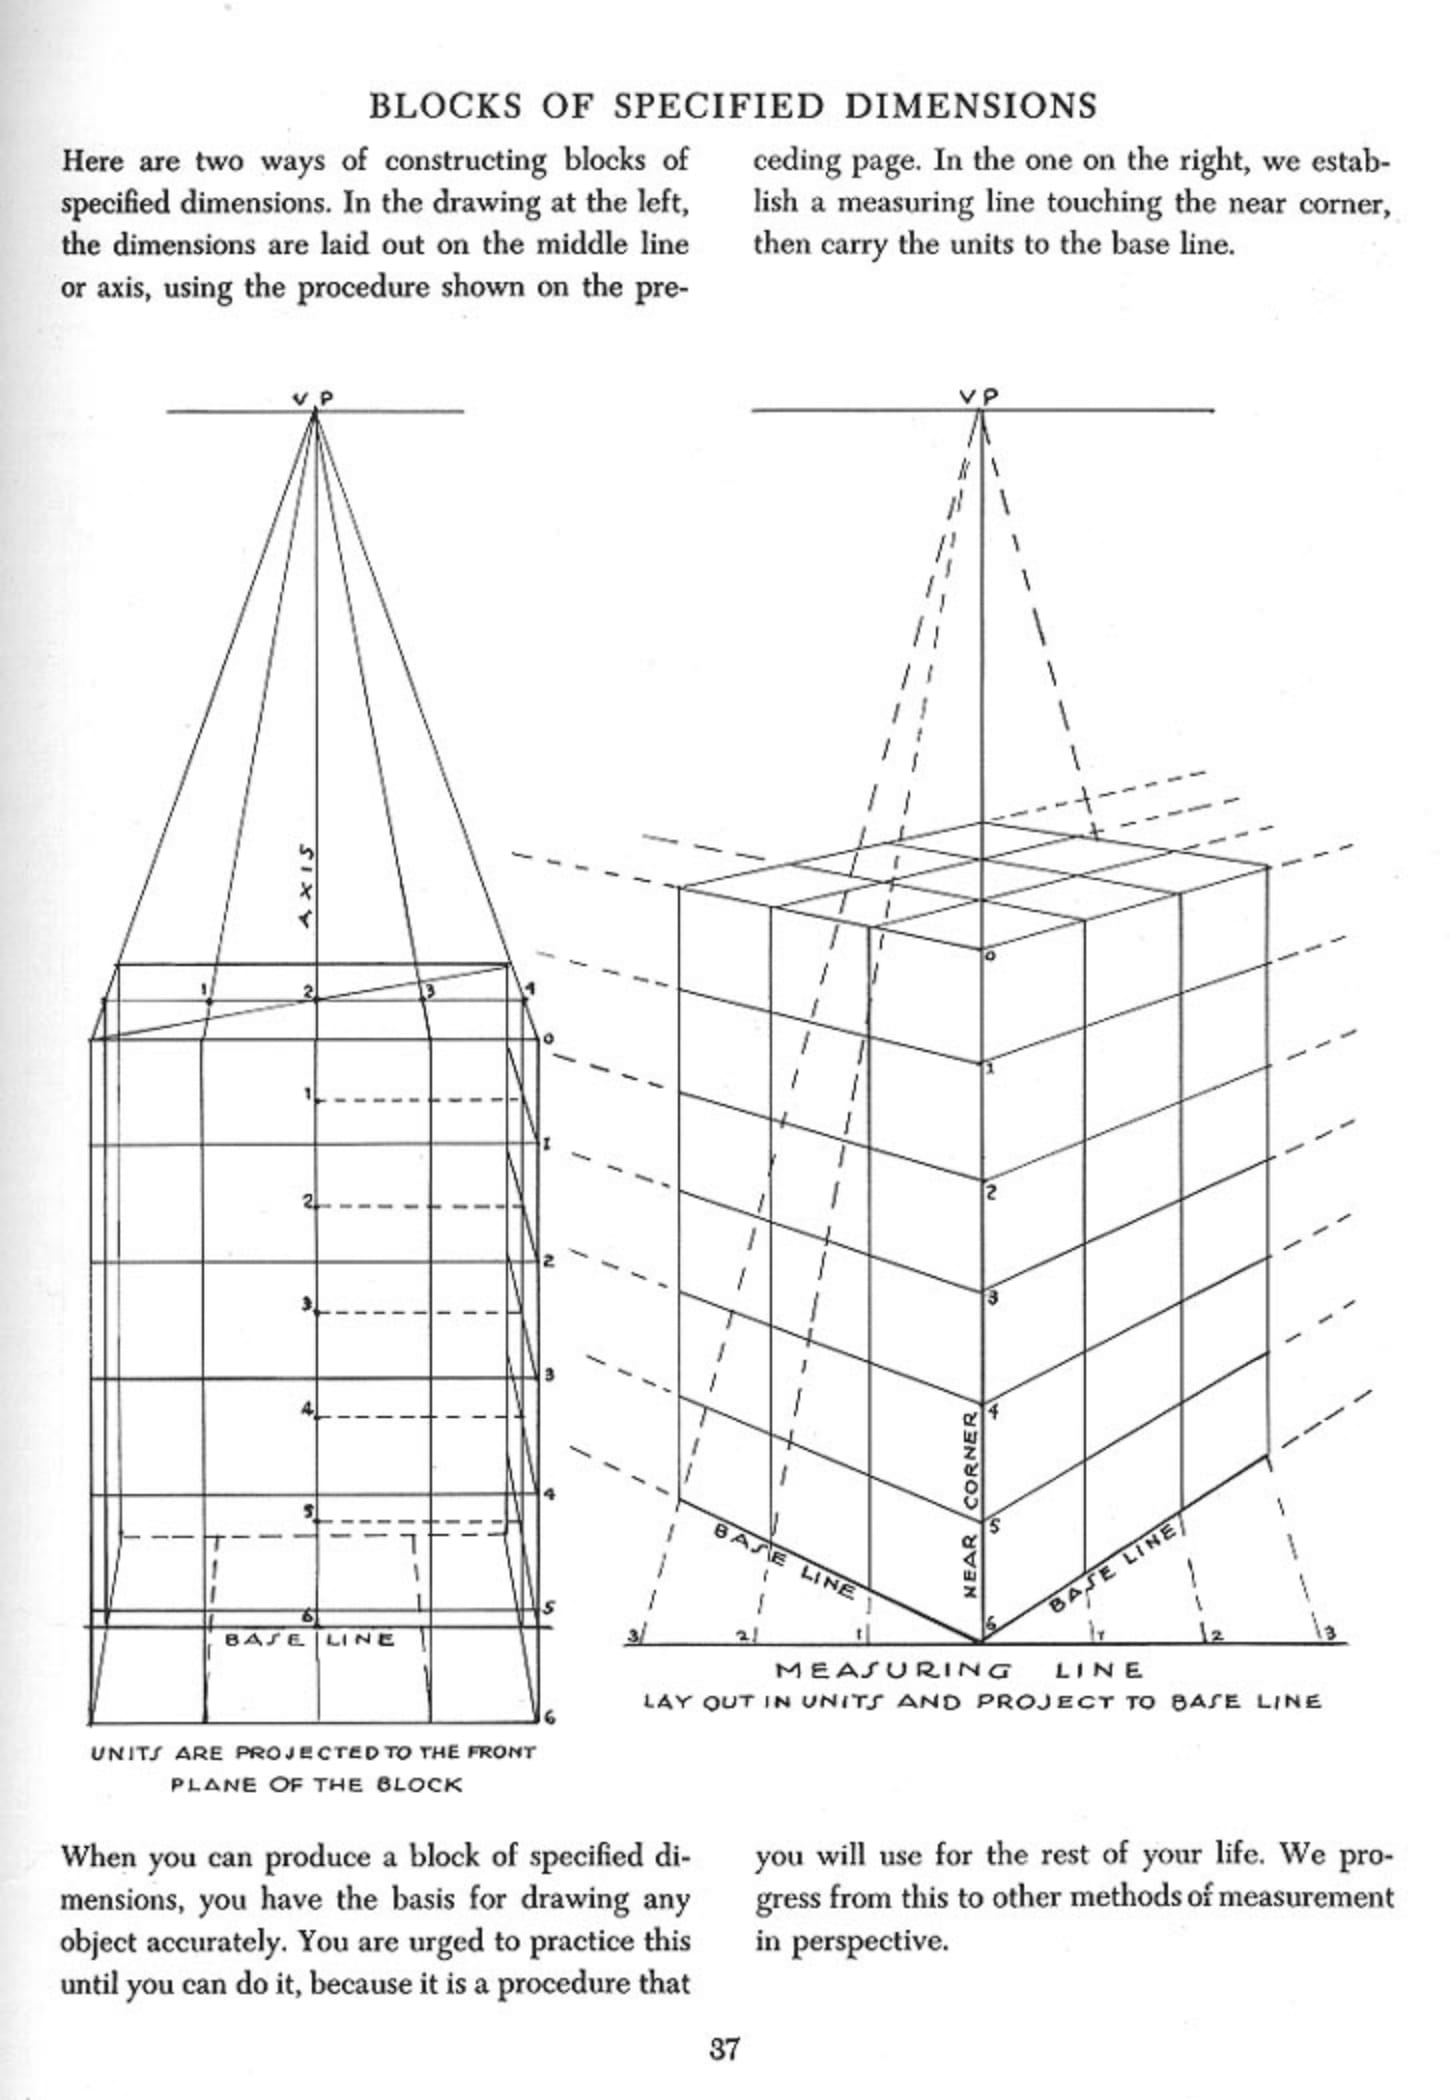 BLOCKS OF SPECIFIED DIMENSIONS
Here are two ways of constructing blocks of
specified dimensions. In the drawing at the left,
the dimensions are laid out on the middle line
or axis, using the procedure shown on the pre-
ceding page. In the one on the right, we estab-
lish a measuring line touching the near corner,
then carry the units to the base line.
VP
AXIS
1 2 3 4
0
1
1
2
2
3
3
4
4
5
5
6
BASE LINE
6
UNITS ARE PROJECTED TO THE FRONT
PLANE OF THE BLOCK
VP
0
1
2
3
4
5
6
NEAR CORNER
BASE LINE
BASE LINE
3 2 1 1 2 3
MEASURING LINE
LAY OUT IN UNITS AND PROJECT TO BASE LINE
When you can produce a block of specified di-
mensions, you have the basis for drawing any
object accurately. You are urged to practice this
until you can do it, because it is a procedure that
you will use for the rest of your life. We pro-
gress from this to other methods of measurement
in perspective.
37